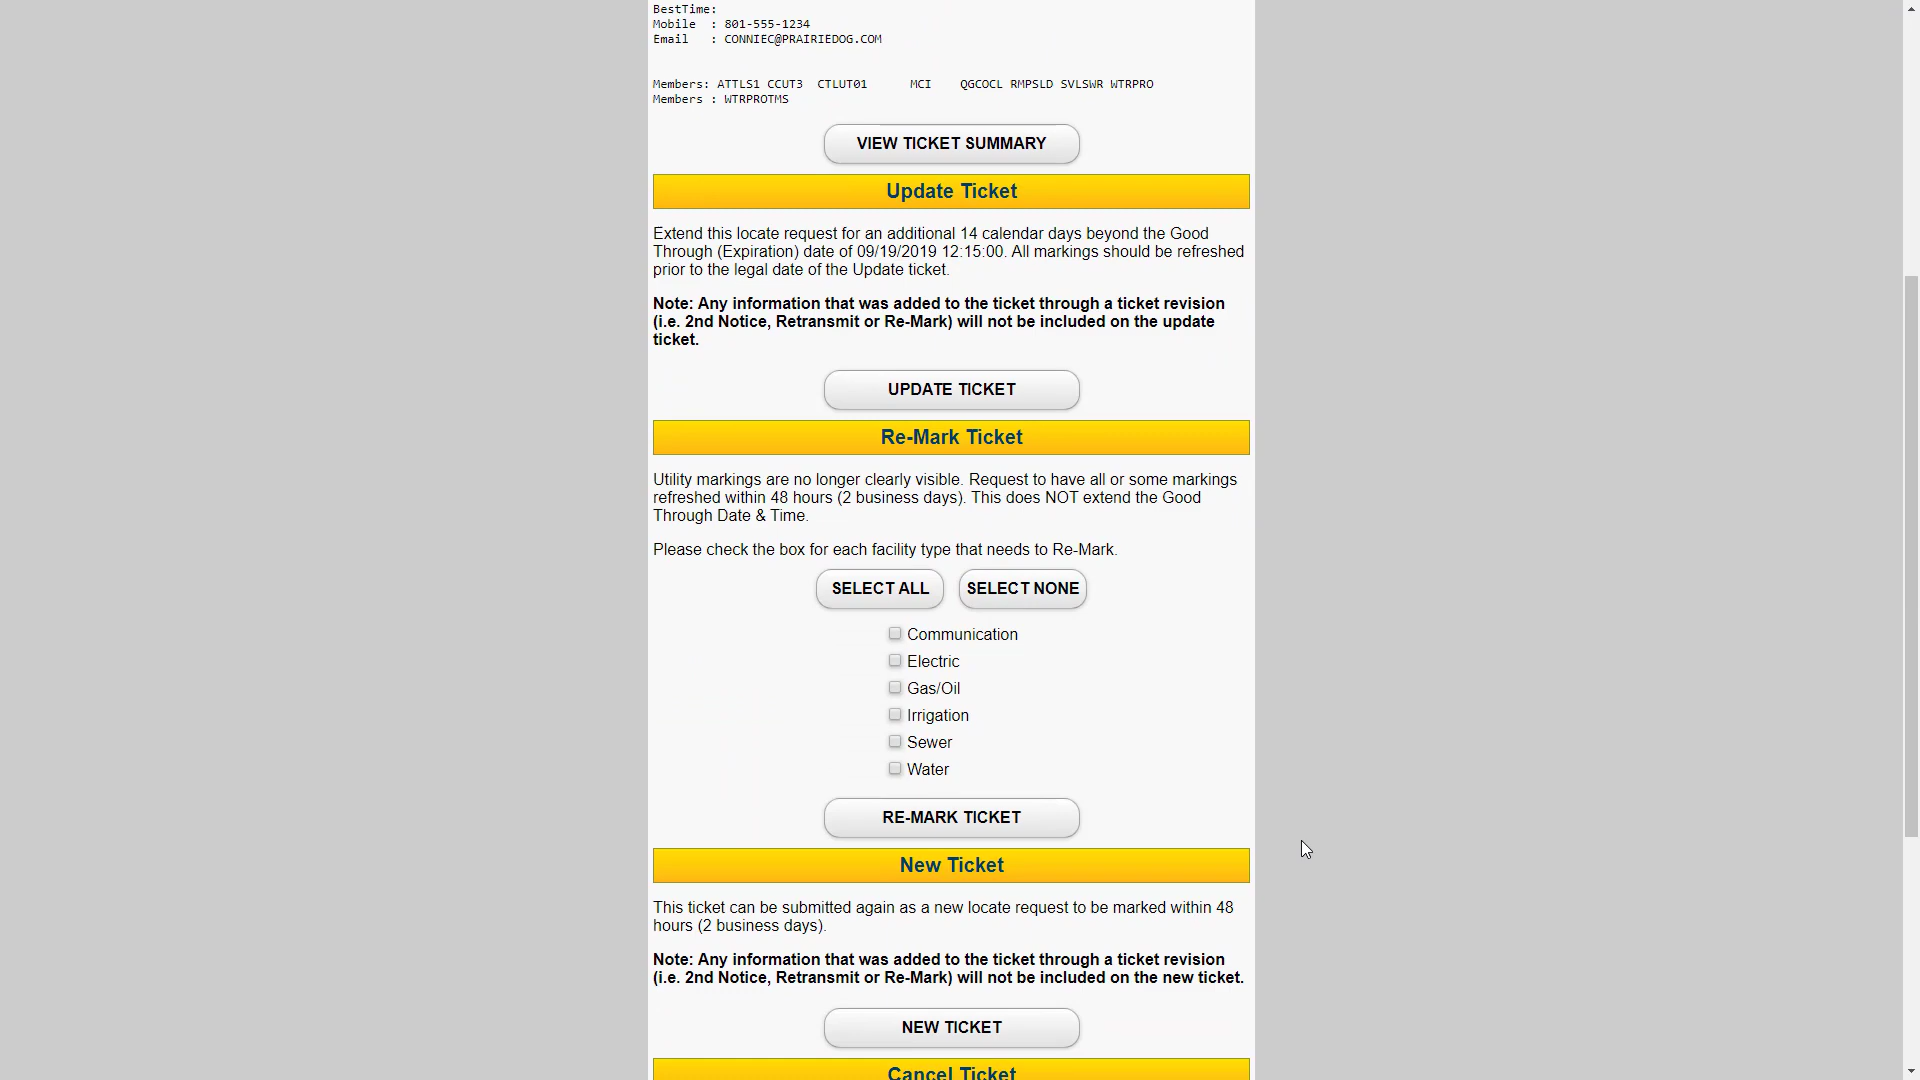 BestTime:
Mobile  : 801-555-1234
Email   : CONNIEC@PRAIRIEDOG.COM
Members: ATTLS1 CCUT3  CTLUT01      MCI    QGCOCL RMPSLD SVLSWR WTRPRO
Members : WTRPROTMS
VIEW TICKET SUMMARY
Update Ticket
Extend this locate request for an additional 14 calendar days beyond the Good
Through (Expiration) date of 09/19/2019 12:15:00. All markings should be refreshed
prior to the legal date of the Update ticket.
Note: Any information that was added to the ticket through a ticket revision
(i.e. 2nd Notice, Retransmit or Re-Mark) will not be included on the update
ticket.
UPDATE TICKET
Re-Mark Ticket
Utility markings are no longer clearly visible. Request to have all or some markings
refreshed within 48 hours (2 business days). This does NOT extend the Good
Through Date & Time.
Please check the box for each facility type that needs to Re-Mark.
SELECT ALL SELECT NONE
Communication
Electric
Gas/Oil
Irrigation
Sewer
Water
RE-MARK TICKET
New Ticket
This ticket can be submitted again as a new locate request to be marked within 48
hours (2 business days).
Note: Any information that was added to the ticket through a ticket revision
(i.e. 2nd Notice, Retransmit or Re-Mark) will not be included on the new ticket.
NEW TICKET
Cancel Ticket